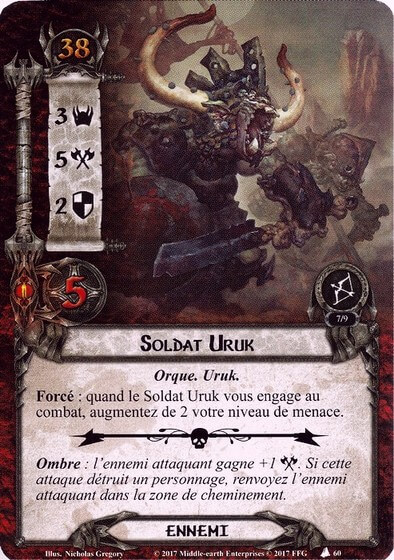 38
3
5
2
5
7/9
Soldat Uruk
Orque. Uruk.
Forcé : quand le Soldat Uruk vous engage au
combat, augmentez de 2 votre niveau de menace.
Ombre : l'ennemi attaquant gagne +1 . Si cette
attaque détruit un personnage, renvoyez l'ennemi
attaquant dans la zone de cheminement.
ENNEMI
Illus. Nicholas Gregory © 2017 Middle-earth Enterprises © 2017 FFG 60